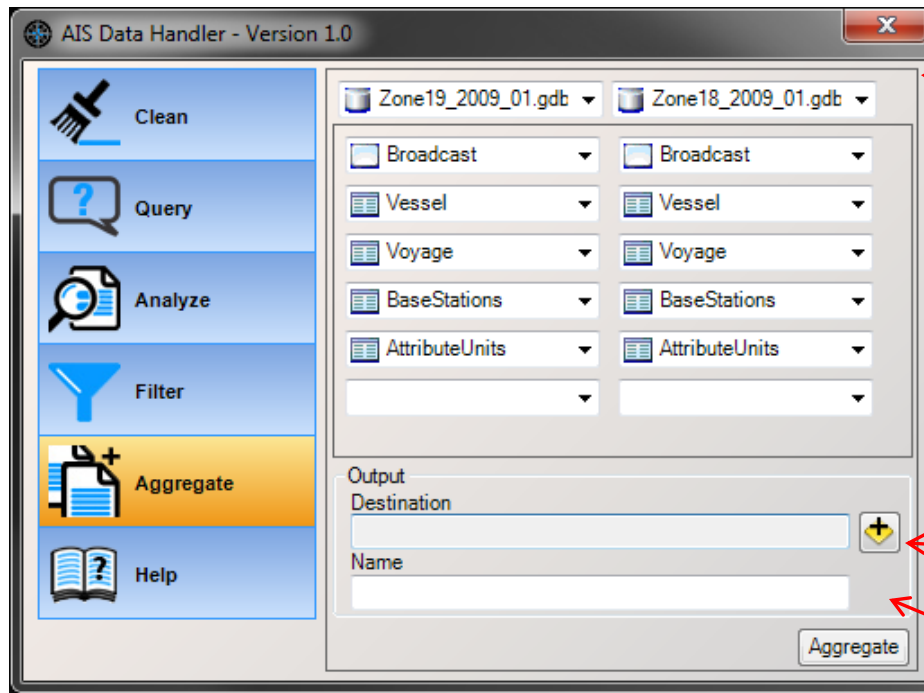 AIS Data Handler - Version 1.0
Clean
Query
Analyze
Filter
Aggregate
Help
Zone19_2009_01.gdb Zone18_2009_01.gdb
Broadcast Broadcast
Vessel Vessel
Voyage Voyage
BaseStations BaseStations
AttributeUnits AttributeUnits
Output
Destination
Name
Aggregate